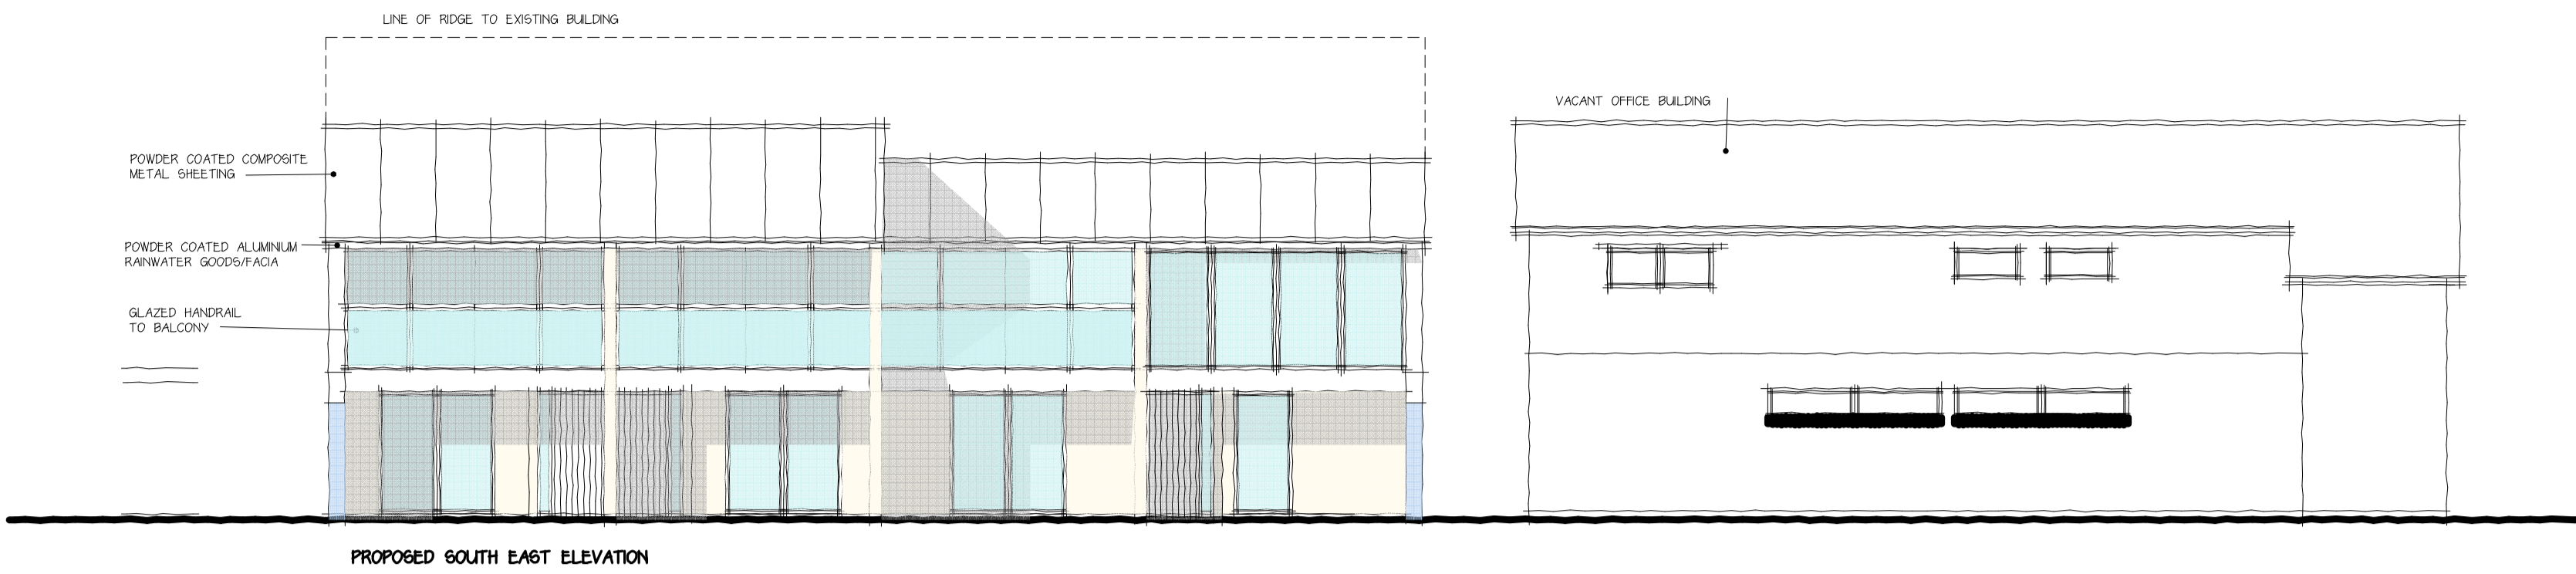 LINE OF RIDGE TO EXISTING BUILDING
VACANT OFFICE BUILDING
POWDER COATED COMPOSITE
METAL SHEETING
POWDER COATED ALUMINIUM
RAINWATER GOODS/FACIA
GLAZED HANDRAIL
TO BALCONY
PROPOSED SOUTH EAST ELEVATION